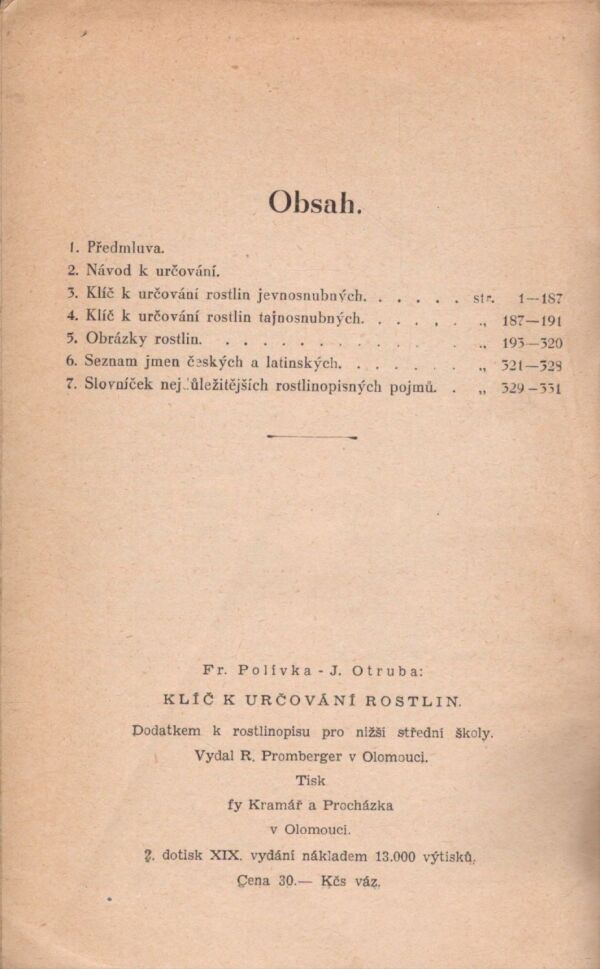 Obsah.
1. Předmluva.
2. Návod k určování.
3. Klíč k určování rostlin jevnosnubných. . . . . . str. 1—187
4. Klíč k určování rostlin tajnosnubných. . . . . . „ 187—191
5. Obrázky rostlin. . . . . . . . . . . . . „ 193—320
6. Seznam jmen českých a latinských. . . . . . . „ 321—328
7. Slovníček nejdůležitějších rostlinopisných pojmů. . „ 329—331
Fr. Polívka - J. Otruba:
KLÍČ K URČOVÁNÍ ROSTLIN.
Dodatkem k rostlinopisu pro nižší střední školy.
Vydal R. Promberger v Olomouci.
Tisk
fy Kramář a Procházka
v Olomouci.
2. dotisk XIX. vydání nákladem 13.000 výtisků.
Cena 30.— Kčs váz.